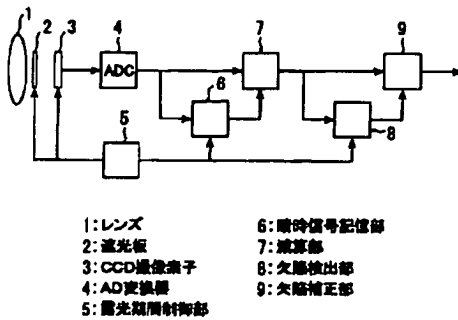 1
2
3
4
7
9
ADC
6
5
8
1:レンズ
2:遮光板
3:CCD撮像素子
4:AD変換器
5:露光期間制御部
6:暗時信号記憶部
7:減算部
8:欠陥検出部
9:欠陥補正部